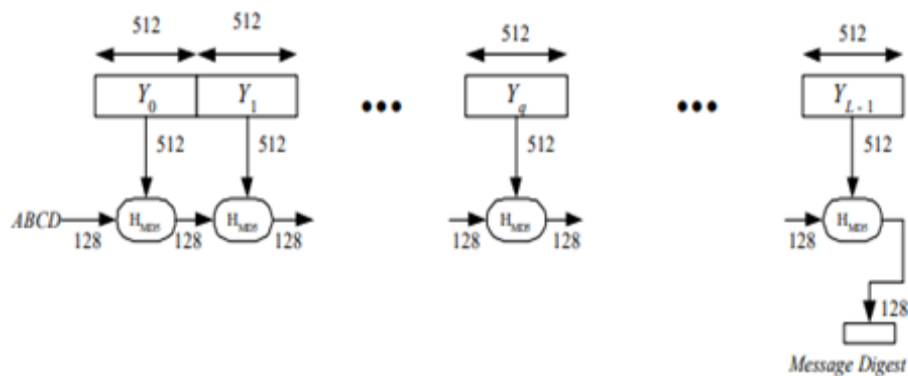 512 512 512 512
Y0 Y1 ••• Yq ••• YL-1
512 512 512 512
ABCD HMD5 HMD5 HMD5 HMD5
128 128 128 128 128 128
128
Message Digest